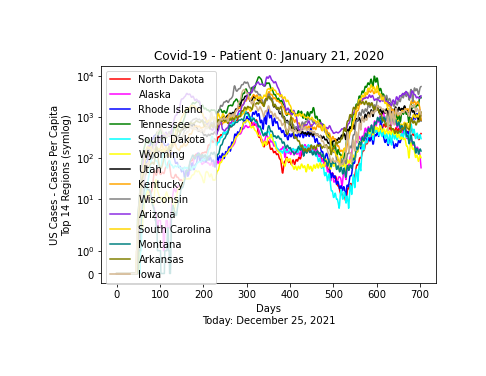 Covid-19 - Patient 0: January 21, 2020
US Cases - Cases Per Capita
Top 14 Regions (symlog)
10⁴
10³
10²
10¹
10⁰
0
North Dakota
Alaska
Rhode Island
Tennessee
South Dakota
Wyoming
Utah
Kentucky
Wisconsin
Arizona
South Carolina
Montana
Arkansas
Iowa
0 100 200 300 400 500 600 700
Days
Today: December 25, 2021